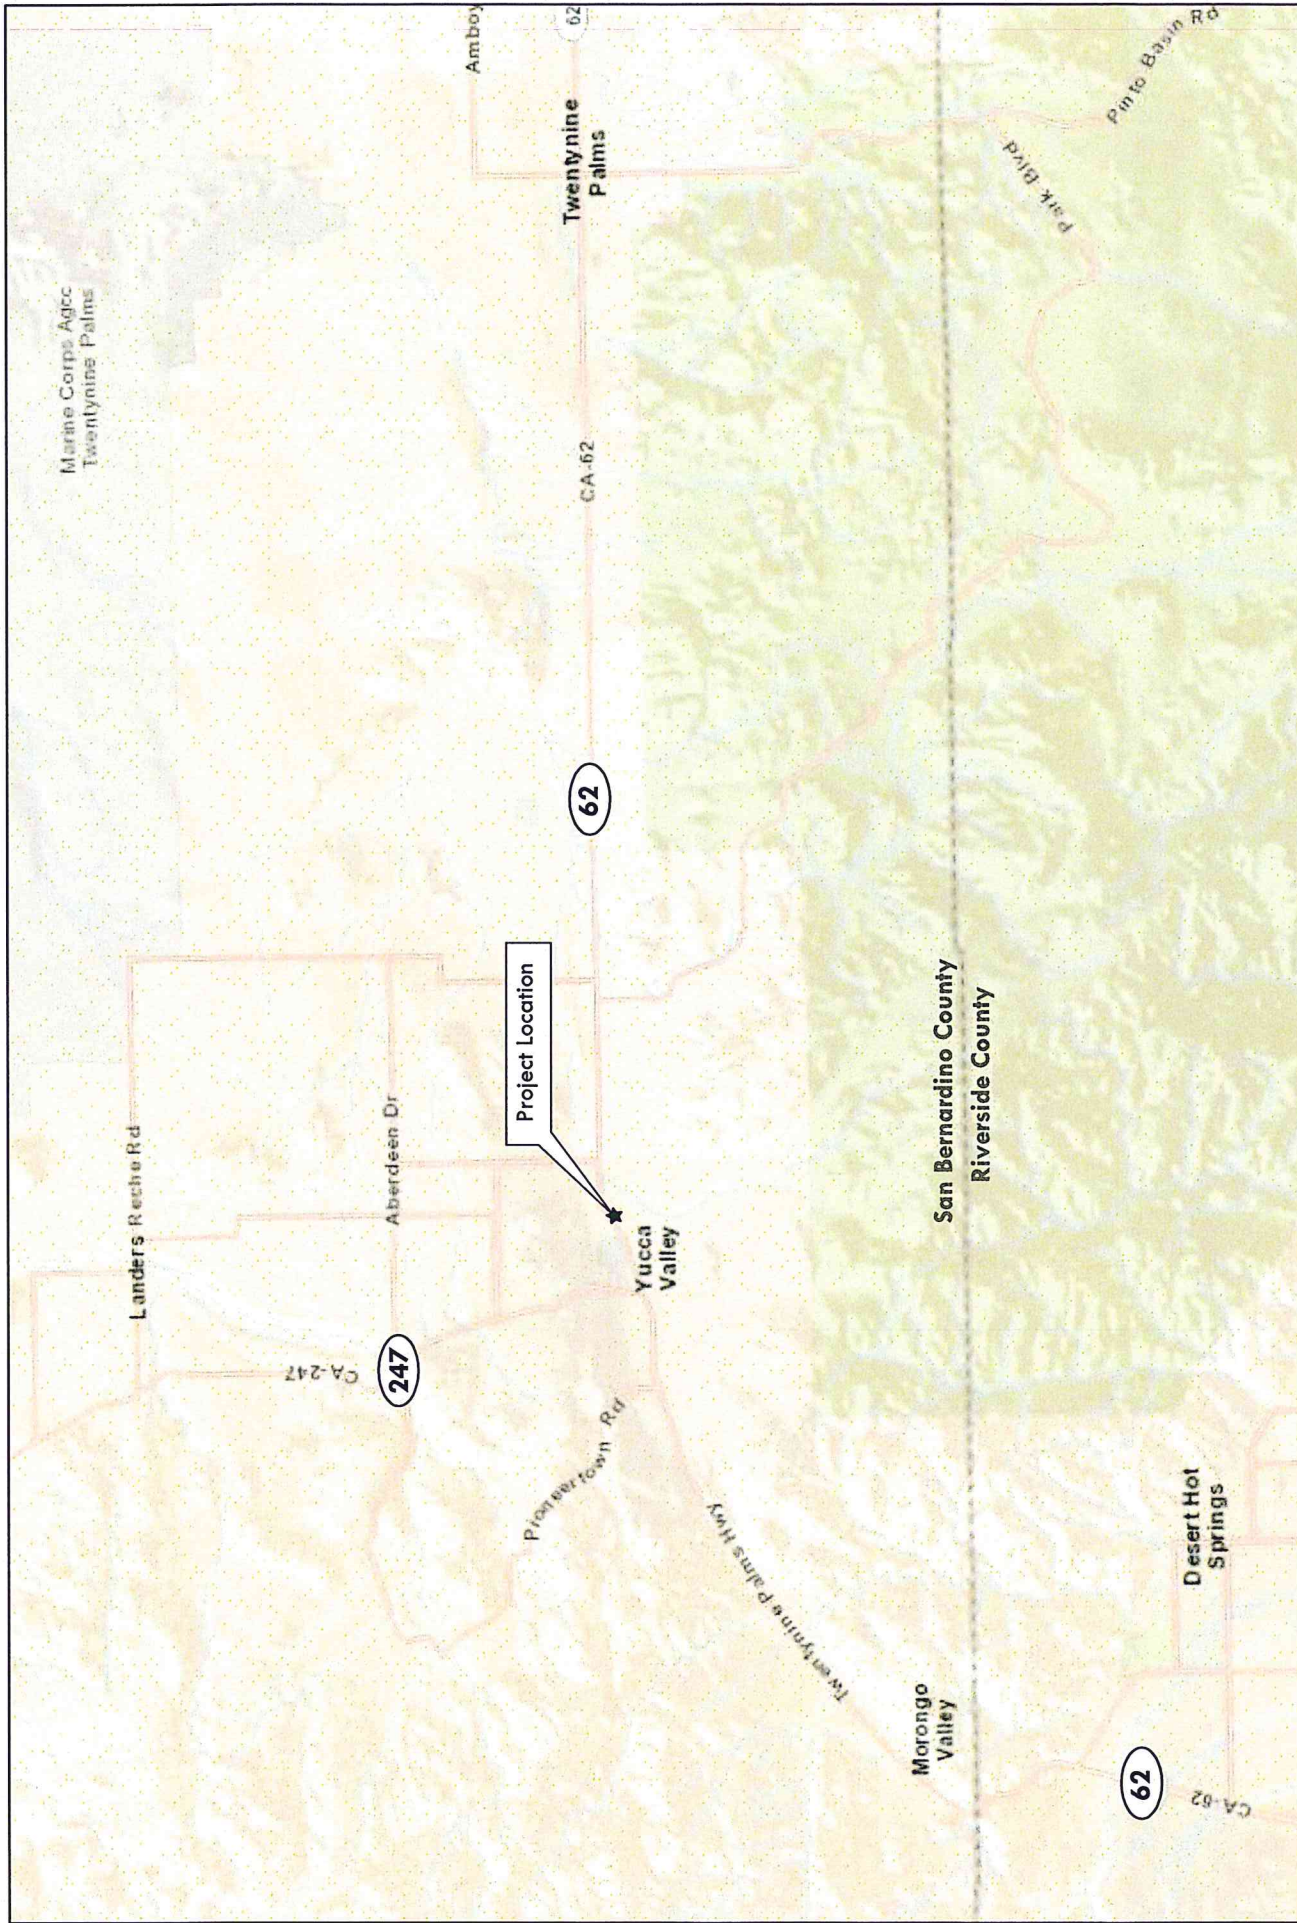 Marine Corps Agcc
Twentynine Palms
Landers Reche Rd
CA-247
247
Aberdeen Dr
Amboy
62
Pioneertown Rd
Project Location
62
CA-62
Twentynine
Palms
Yucca
Valley
Twentynine Palms Hwy
Morongo
Valley
San Bernardino County
Riverside County
Park Blvd
Pinto Basin Rd
62
CA-62
Desert Hot
Springs